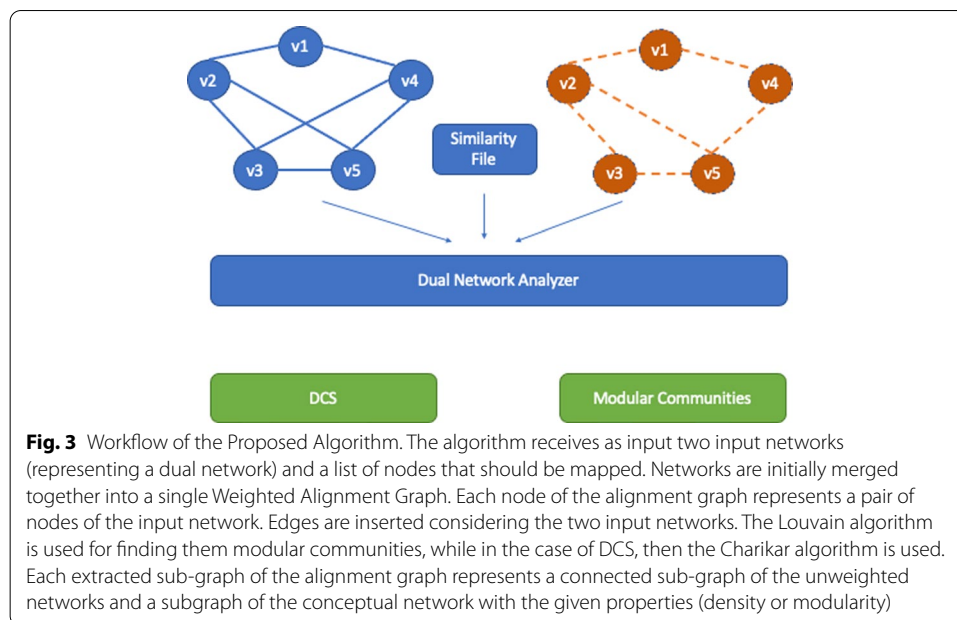 v1
v2
v4
v3
v5
Similarity
File
v1
v2
v4
v3
v5
Dual Network Analyzer
DCS
Modular Communities
Fig. 3 Workflow of the Proposed Algorithm. The algorithm receives as input two input networks
(representing a dual network) and a list of nodes that should be mapped. Networks are initially merged
together into a single Weighted Alignment Graph. Each node of the alignment graph represents a pair of
nodes of the input network. Edges are inserted considering the two input networks. The Louvain algorithm
is used for finding them modular communities, while in the case of DCS, then the Charikar algorithm is used.
Each extracted sub-graph of the alignment graph represents a connected sub-graph of the unweighted
networks and a subgraph of the conceptual network with the given properties (density or modularity)